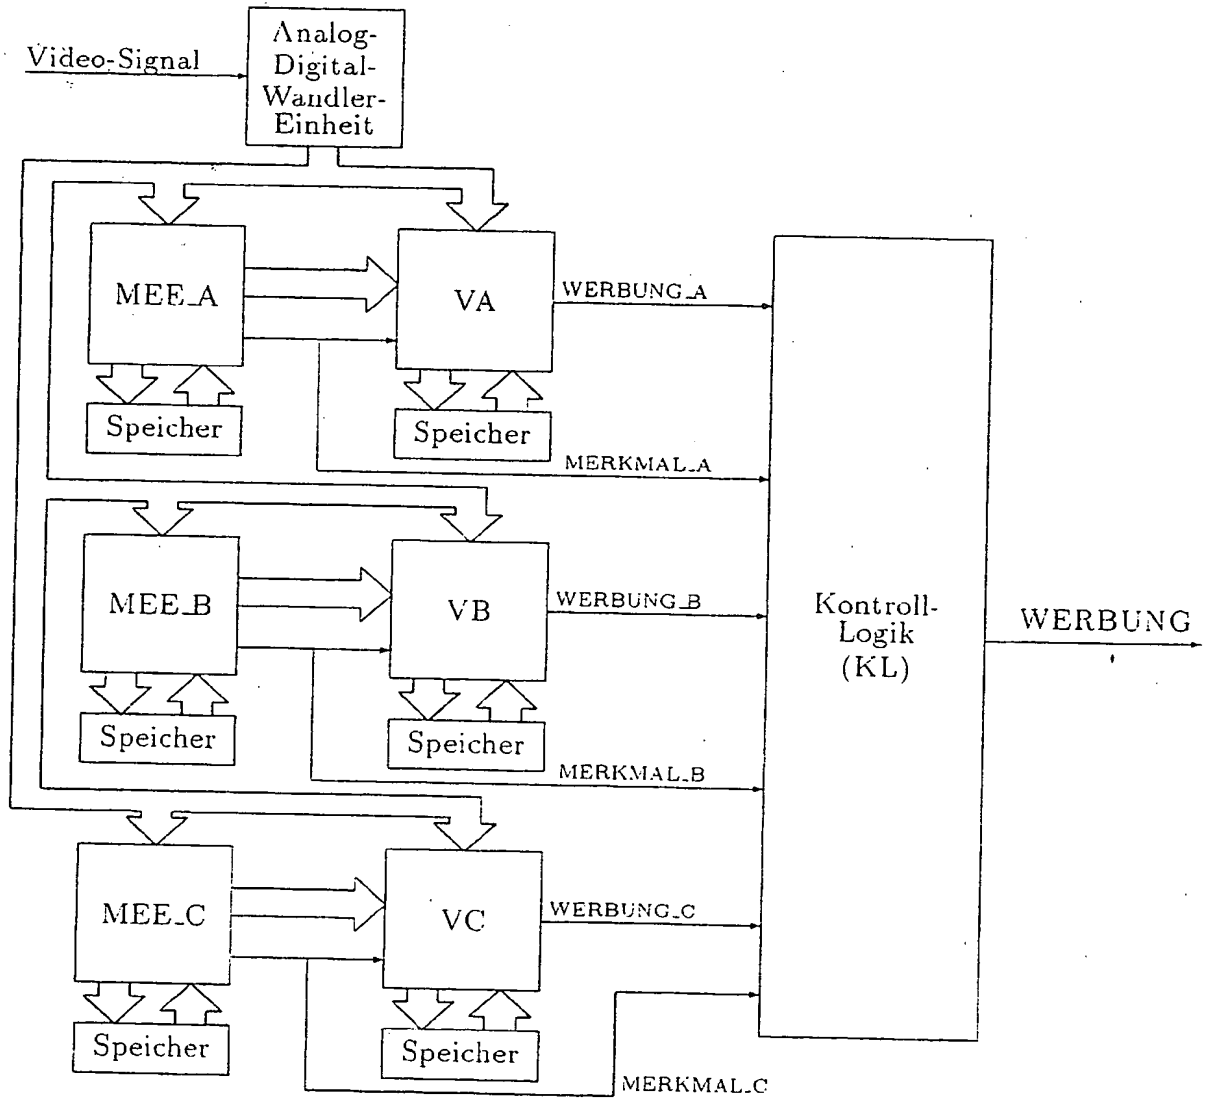 Video-Signal
Analog-
Digital-
Wandler-
Einheit
MEE_A
VA
WERBUNG_A
Speicher
Speicher
MERKMAL_A
MEE_B
VB
WERBUNG_B
Speicher
Speicher
MERKMAL_B
MEE_C
VC
WERBUNG_C
Speicher
Speicher
MERKMAL_C
Kontroll-
Logik
(KL)
WERBUNG